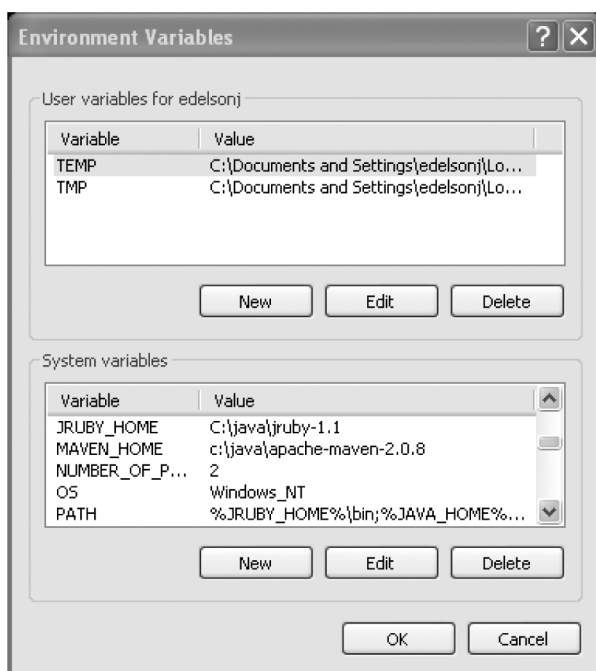 Environment Variables
User variables for edelsonj
Variable Value
TEMP C:\Documents and Settings\edelsonj\Lo...
TMP C:\Documents and Settings\edelsonj\Lo...
New Edit Delete
System variables
Variable Value
JRUBY_HOME C:\java\jruby-1.1
MAVEN_HOME c:\java\apache-maven-2.0.8
NUMBER_OF_P... 2
OS Windows_NT
PATH %JRUBY_HOME%\bin;%JAVA_HOME%...
New Edit Delete
OK Cancel